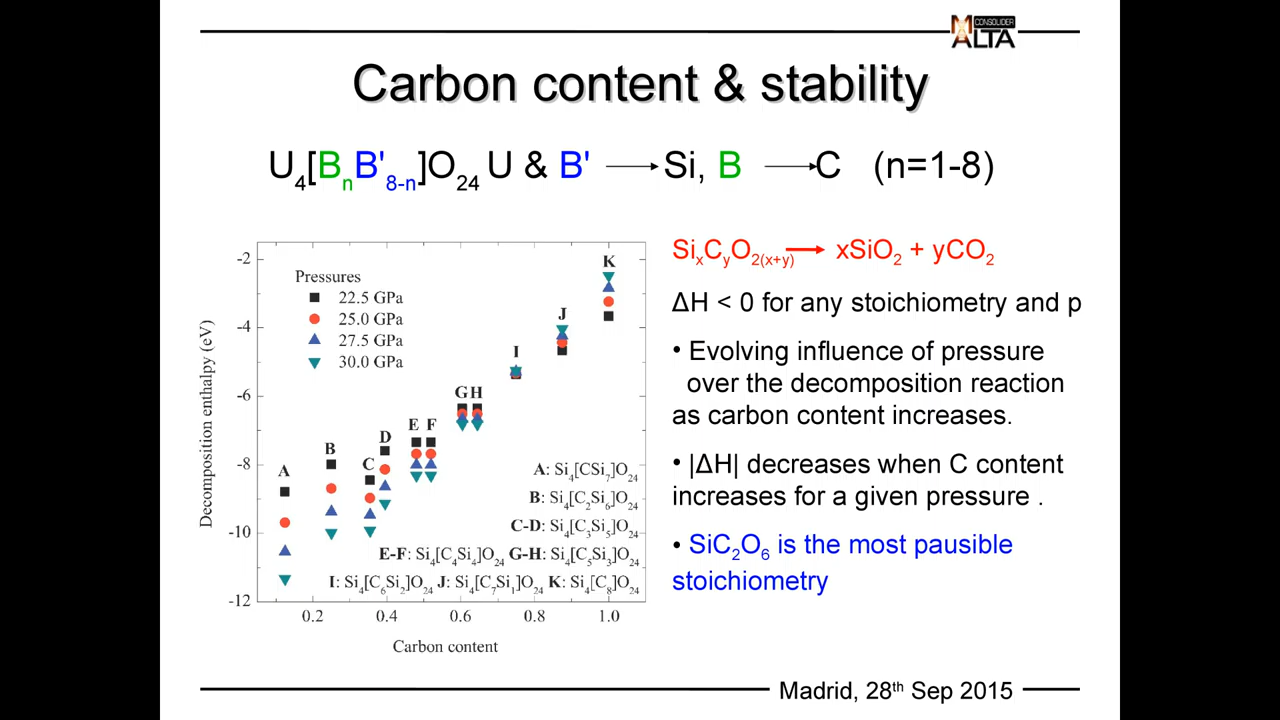 CONSOLIDER
MALTA
Carbon content & stability
U4[BnB'8-n]O24 U & B' → Si, B → C (n=1-8)
-2
-4
-6
-8
-10
-12
0.2 0.4 0.6 0.8 1.0
Decomposition enthalpy (eV)
Carbon content
Pressures
22.5 GPa
25.0 GPa
27.5 GPa
30.0 GPa
A
B
C
D
E F
G H
I
J
K
A: Si4[CSi7]O24
B: Si4[C2Si6]O24
C-D: Si4[C3Si5]O24
E-F: Si4[C4Si4]O24 G-H: Si4[C5Si3]O24
I: Si4[C6Si2]O24 J: Si4[C7Si1]O24 K: Si4[C8]O24
SixCyO2(x+y) → xSiO2 + yCO2
ΔH < 0 for any stoichiometry and p
• Evolving influence of pressure
over the decomposition reaction
as carbon content increases.
• |ΔH| decreases when C content
increases for a given pressure .
• SiC2O6 is the most pausible
stoichiometry
Madrid, 28th Sep 2015